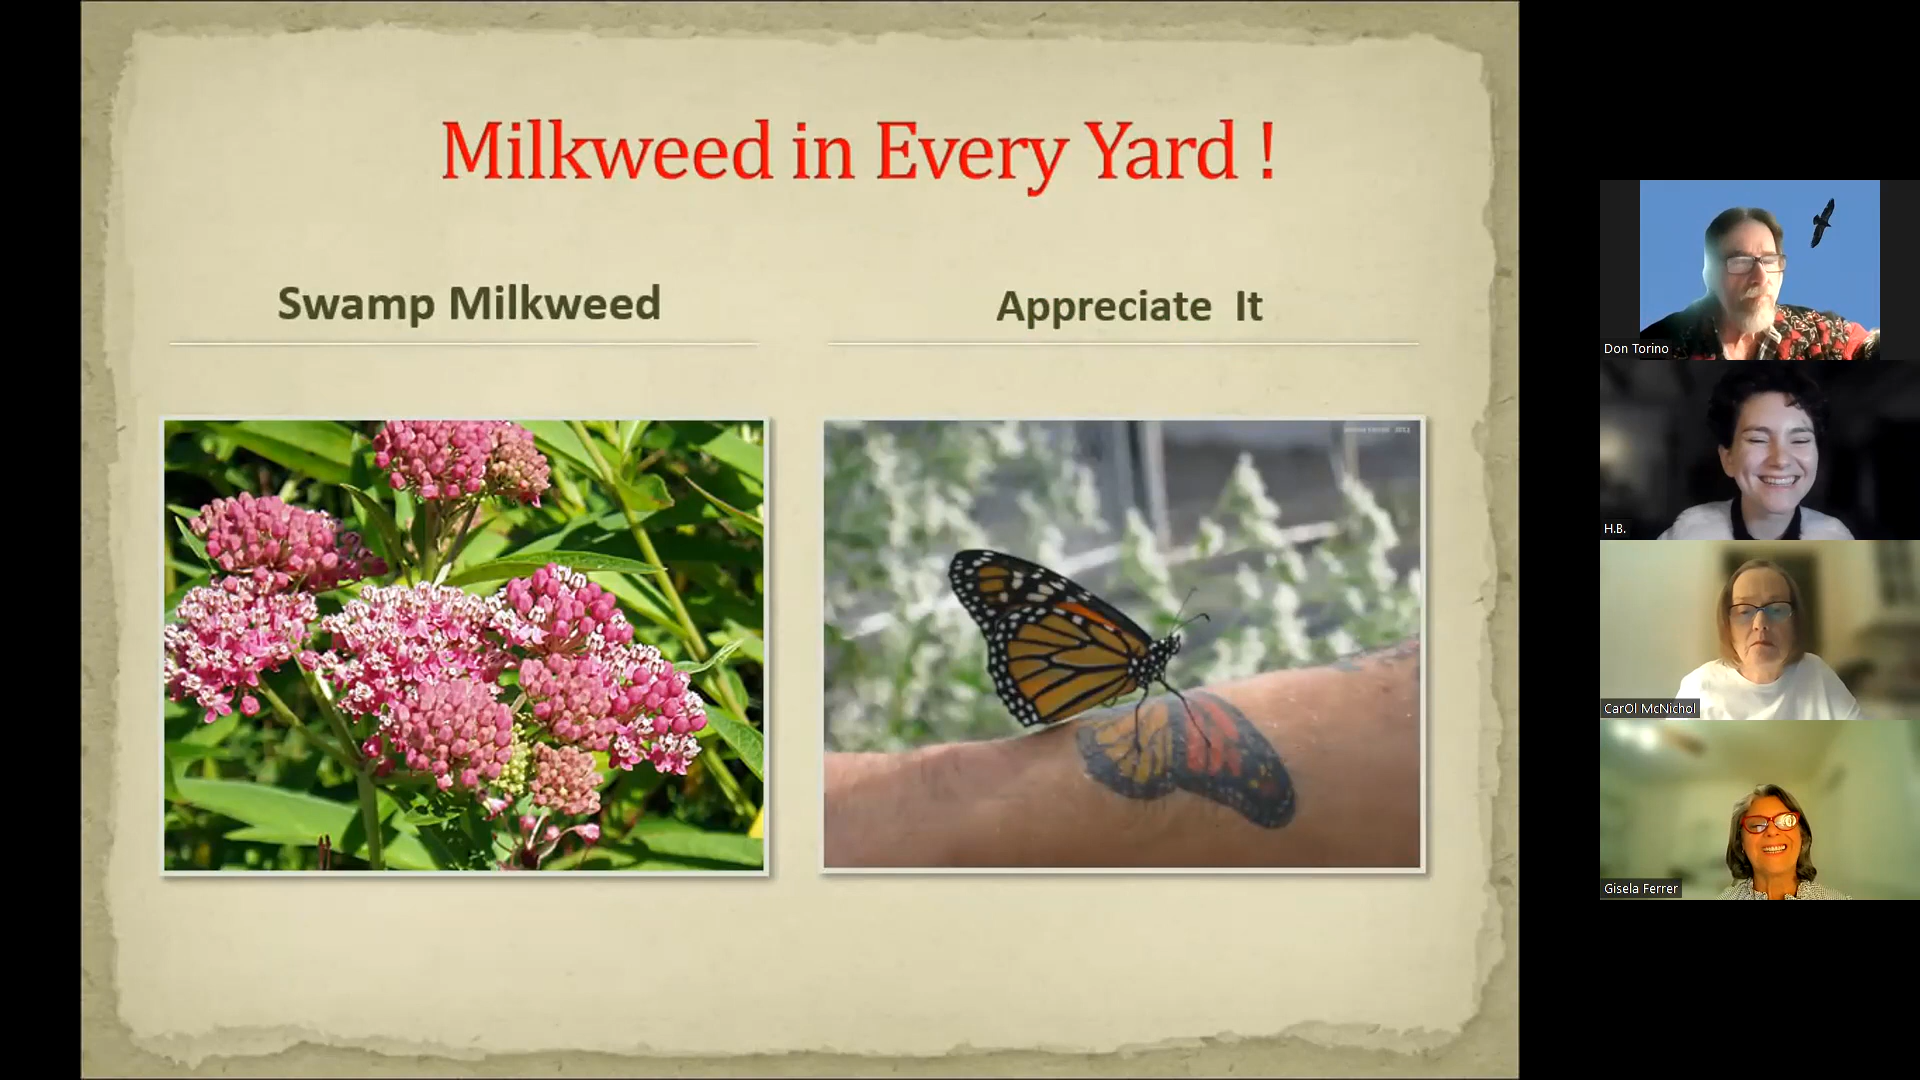 Milkweed in Every Yard !
Swamp Milkweed
Appreciate It
Don Torino
H.B.
CarOl McNichol
Gisela Ferrer